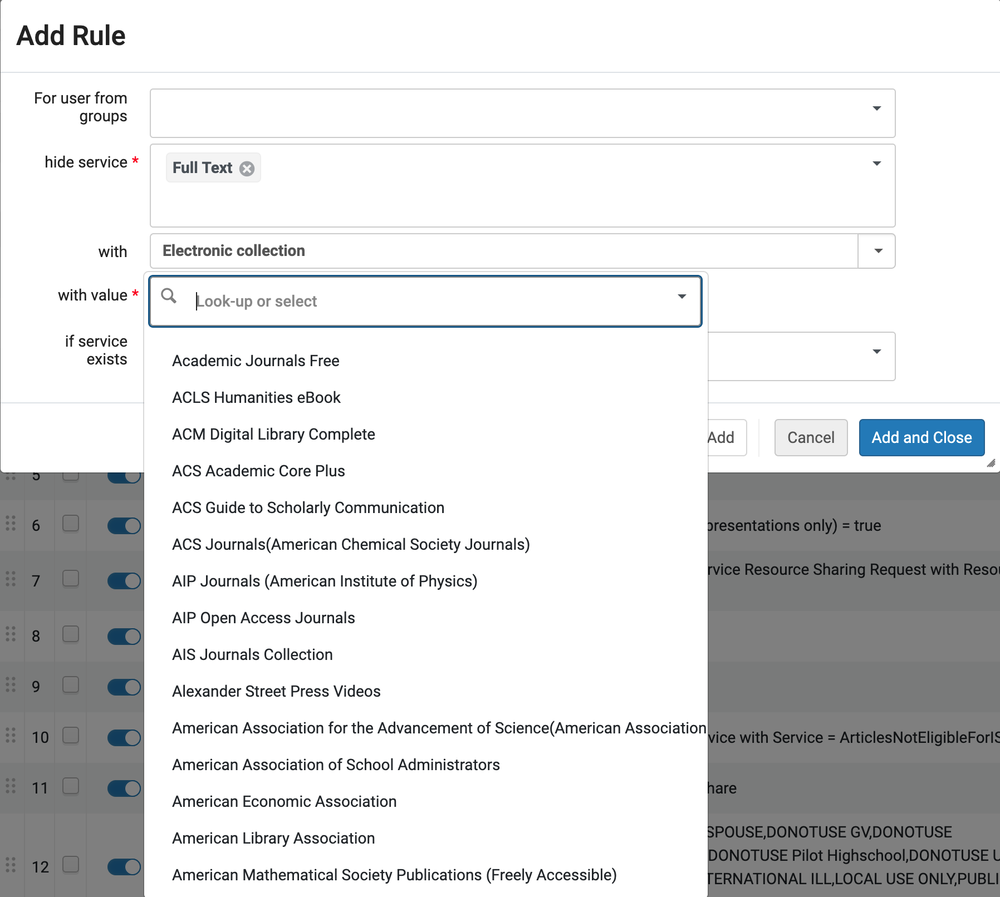 Add Rule
For user from
groups
hide service *
Full Text
with
Electronic collection
with value *
Look-up or select
if service
exists
Academic Journals Free
ACLS Humanities eBook
ACM Digital Library Complete
Add
Cancel
Add and Close
ACS Academic Core Plus
5
ACS Guide to Scholarly Communication
6
presentations only) = true
ACS Journals(American Chemical Society Journals)
7
AIP Journals (American Institute of Physics)
rvice Resource Sharing Request with Resou
AIP Open Access Journals
8
AIS Journals Collection
9
Alexander Street Press Videos
10
American Association for the Advancement of Science(American Association
vice with Service = ArticlesNotEligibleForIS
American Association of School Administrators
11
hare
American Economic Association
American Library Association
SPOUSE,DONOTUSE GV,DONOTUSE
12
DONOTUSE Pilot Highschool,DONOTUSE U
American Mathematical Society Publications (Freely Accessible)
TERNATIONAL ILL,LOCAL USE ONLY,PUBLI